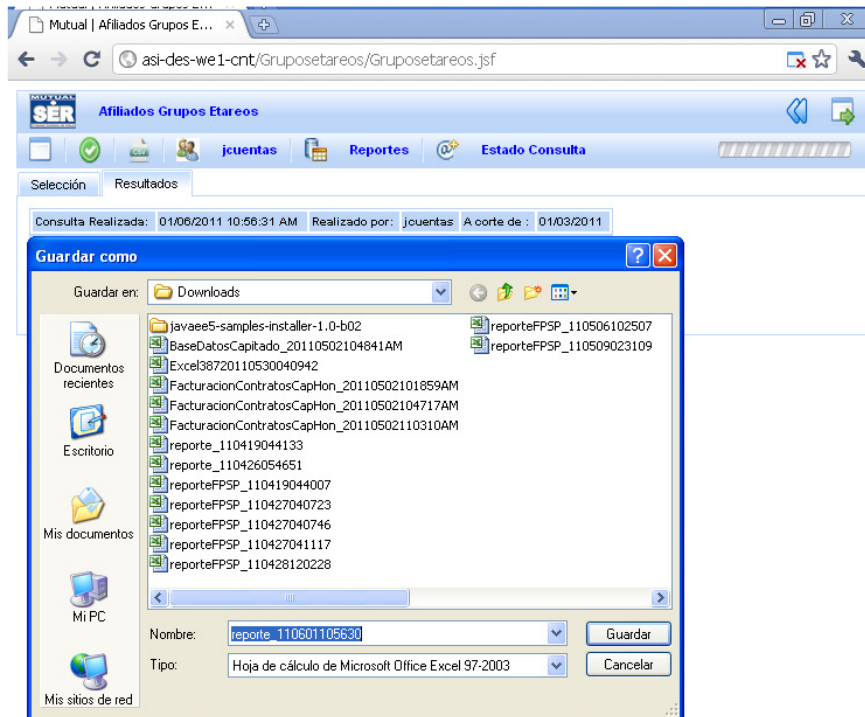 Mutual | Afiliados Grupos E...
asi-des-we1-cnt/Gruposetareos/Gruposetareos.jsf
MUTUAL
SER
Afiliados Grupos Etareos
jcuentas
Reportes
Estado Consulta
Selección
Resultados
Consulta Realizada: 01/06/2011 10:56:31 AM Realizado por: jcuentas A corte de : 01/03/2011
Guardar como
Guardar en: Downloads
Documentos recientes
Escritorio
Mis documentos
Mi PC
Mis sitios de red
javaee5-samples-installer-1.0-b02
BaseDatosCapitado_20110502104841AM
Excel38720110530040942
FacturacionContratosCapHon_20110502101859AM
FacturacionContratosCapHon_20110502104717AM
FacturacionContratosCapHon_20110502110310AM
reporte_110419044133
reporte_110426054651
reporteFPSP_110419044007
reporteFPSP_110427040723
reporteFPSP_110427040746
reporteFPSP_110427041117
reporteFPSP_110428120228
reporteFPSP_110506102507
reporteFPSP_110509023109
Nombre: reporte_110601105630
Guardar
Tipo: Hoja de cálculo de Microsoft Office Excel 97-2003
Cancelar